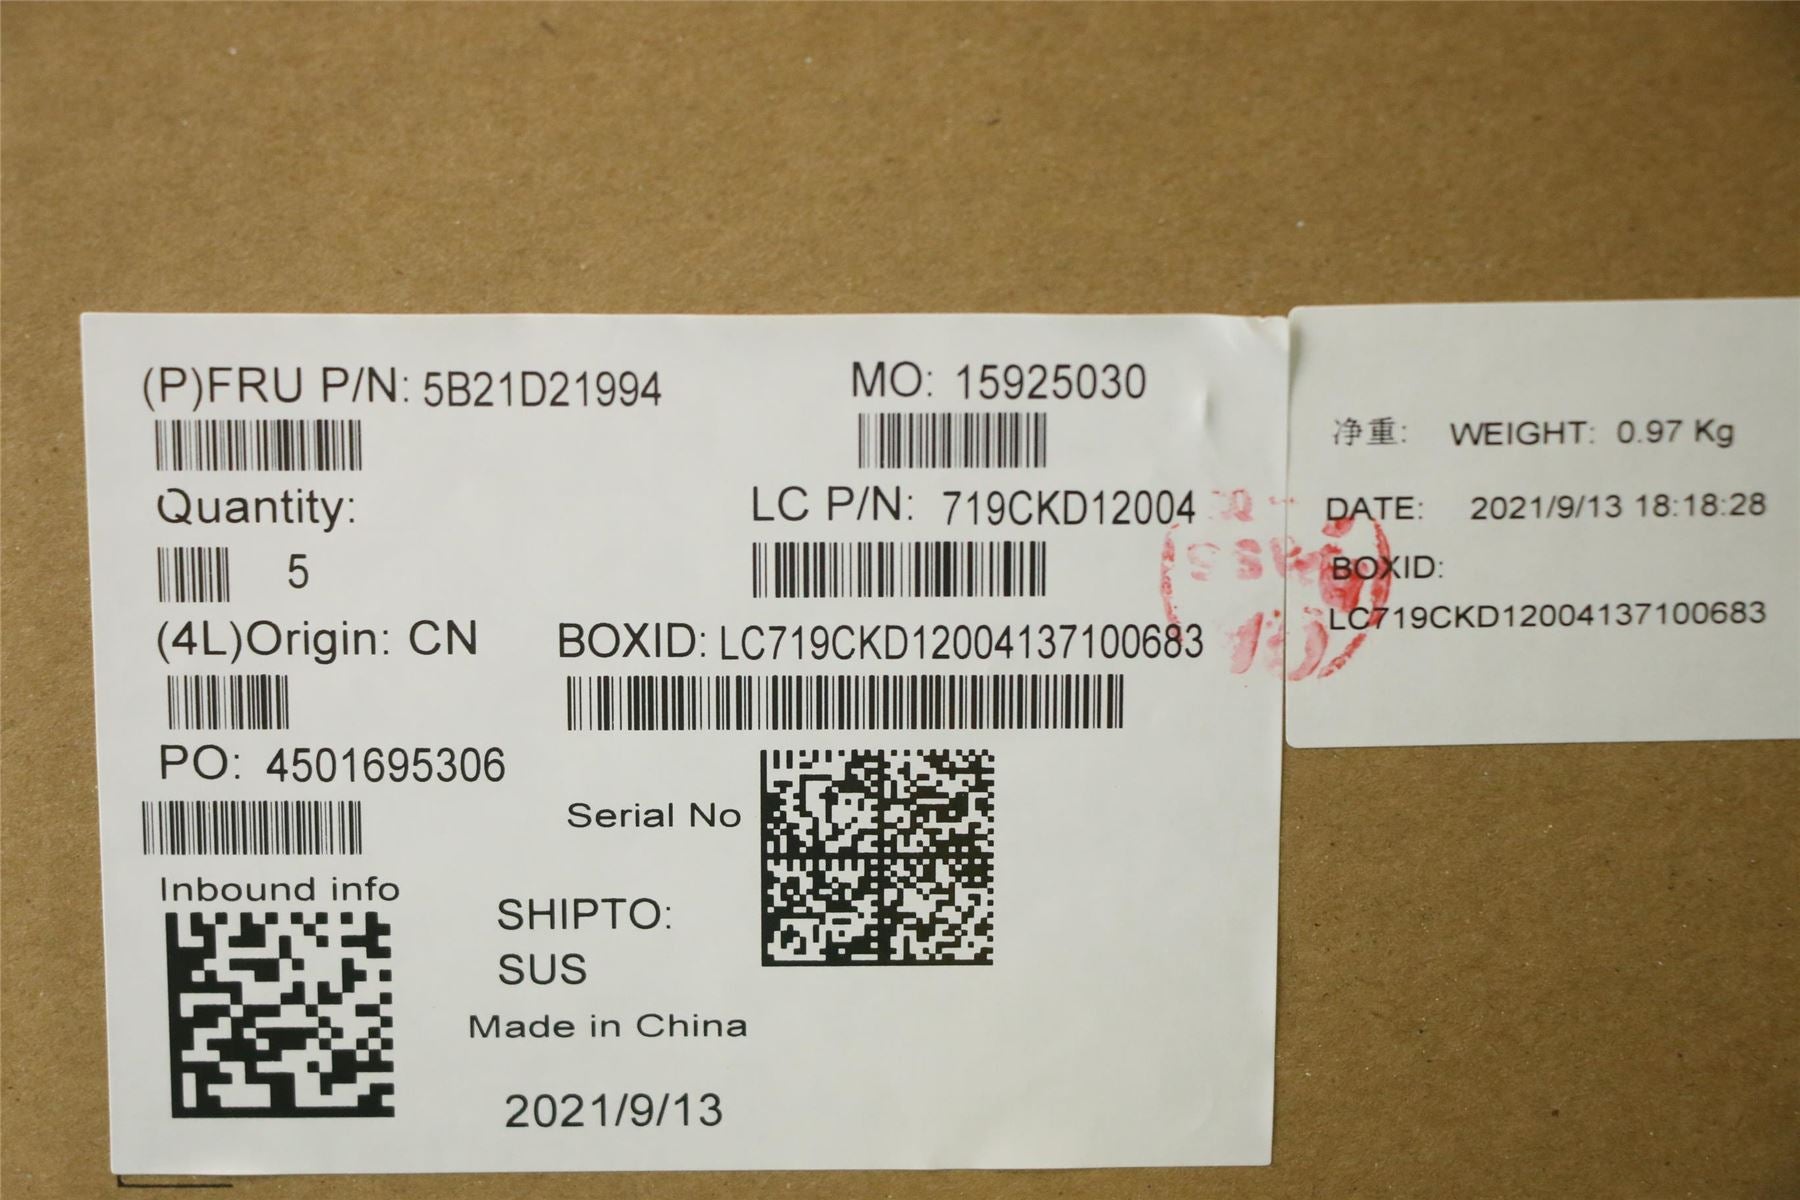 (P)FRU P/N: 5B21D21994
MO: 15925030
Quantity:
5
LC P/N: 719CKD12004
(4L)Origin: CN
BOXID: LC719CKD12004137100683
PO: 4501695306
Serial No
Inbound info
SHIPTO:
SUS
Made in China
2021/9/13
净重: WEIGHT: 0.97 Kg
DATE: 2021/9/13 18:18:28
BOXID:
LC719CKD12004137100683